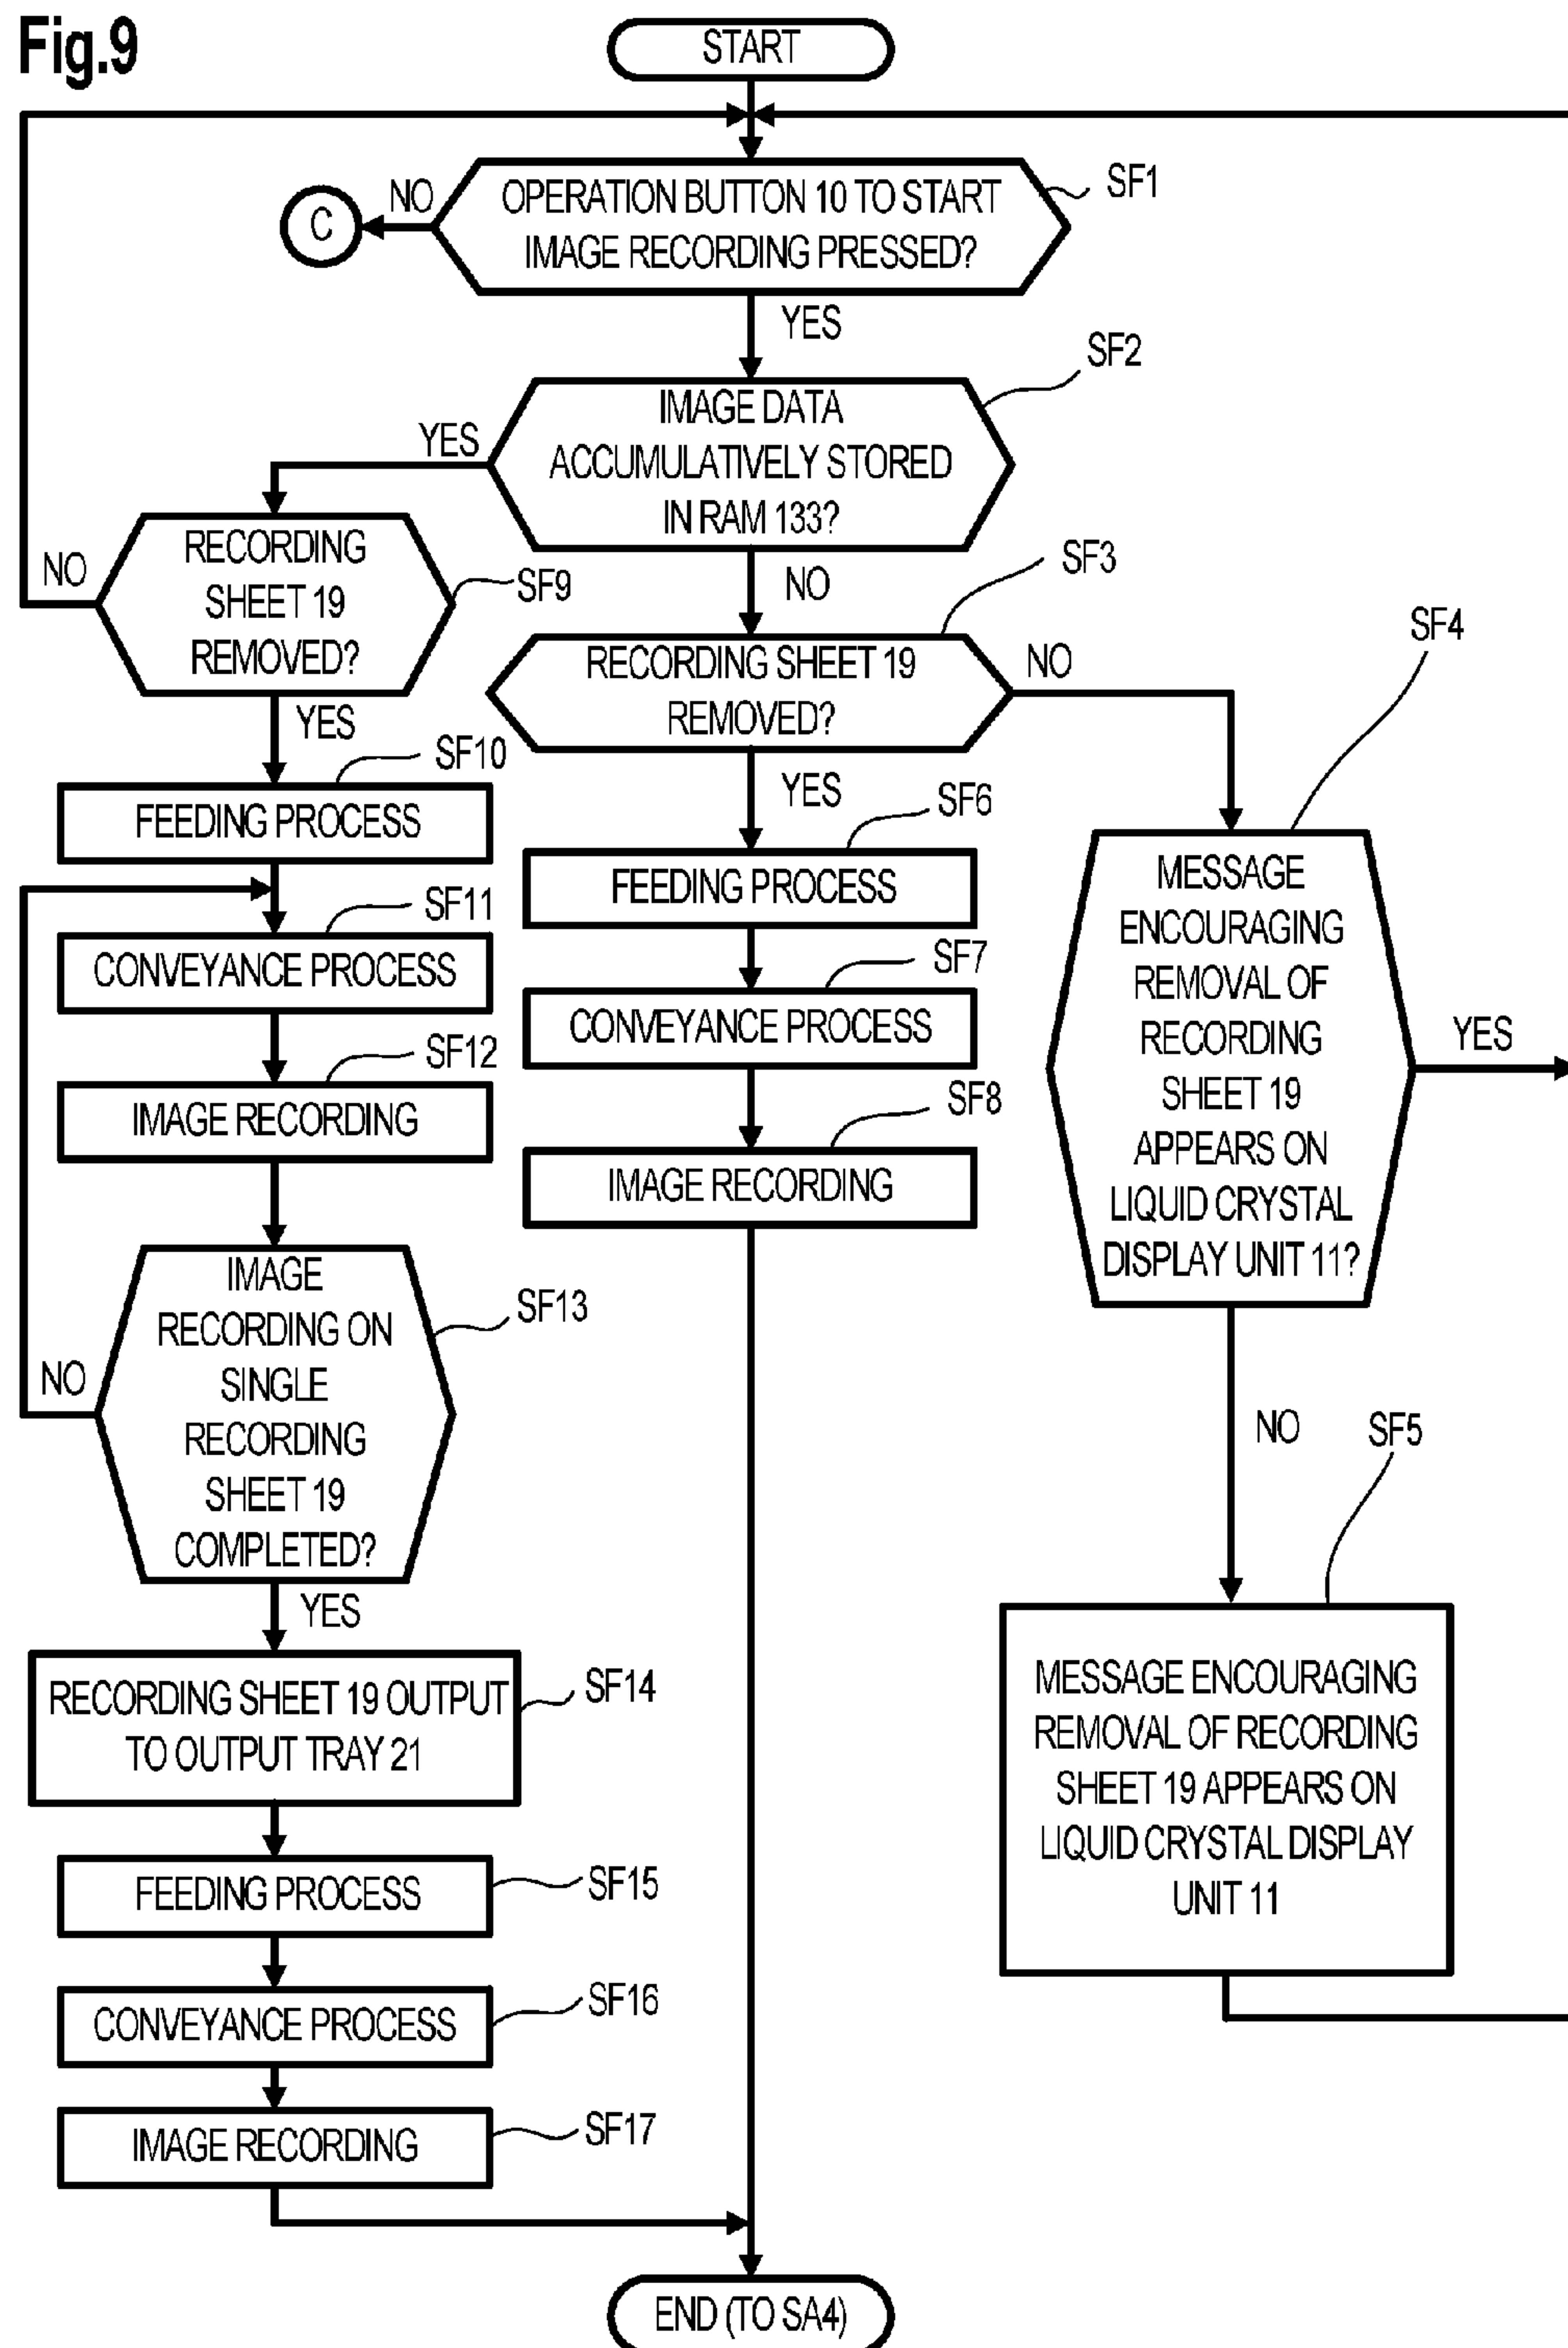 Fig.9
START
NO
C
OPERATION BUTTON 10 TO START
IMAGE RECORDING PRESSED?
SF1
YES
SF2
IMAGE DATA
ACCUMULATIVELY STORED
IN RAM 133?
YES
NO
RECORDING
SHEET 19
REMOVED?
NO
SF9
YES
SF3
RECORDING SHEET 19
REMOVED?
NO
YES
SF4
SF10
FEEDING PROCESS
SF6
FEEDING PROCESS
SF11
CONVEYANCE PROCESS
SF7
CONVEYANCE PROCESS
SF12
IMAGE RECORDING
SF8
IMAGE RECORDING
MESSAGE
ENCOURAGING
REMOVAL OF
RECORDING
SHEET 19
APPEARS ON
LIQUID CRYSTAL
DISPLAY UNIT 11?
YES
NO
IMAGE
RECORDING ON
SINGLE
RECORDING
SHEET 19
COMPLETED?
SF13
NO
YES
SF5
MESSAGE ENCOURAGING
REMOVAL OF RECORDING
SHEET 19 APPEARS ON
LIQUID CRYSTAL DISPLAY
UNIT 11
RECORDING SHEET 19 OUTPUT
TO OUTPUT TRAY 21
SF14
FEEDING PROCESS
SF15
CONVEYANCE PROCESS
SF16
IMAGE RECORDING
SF17
END (TO SA4)